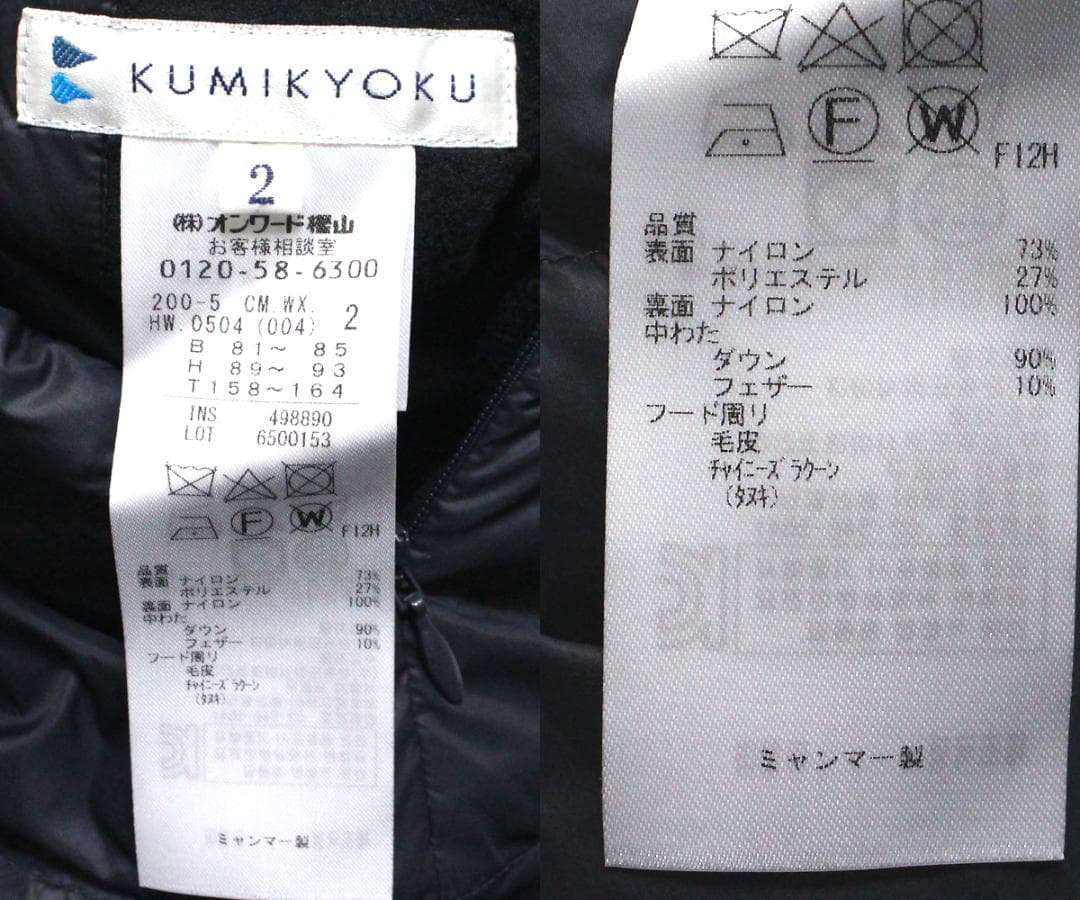 KUMIKYOKU
2
(株)オンワード樫山
お客様相談室
0120-58-6300
200-5 CM.WX.
HW.0504 (004) 2
B 81～ 85
H 89～ 93
T 158～164
INS 498890
LOT 6500153
F W F12H
品質
表面 ナイロン 73%
ポリエステル 27%
裏面 ナイロン 100%
中わた
ダウン 90%
フェザー 10%
フード周リ
毛皮
チャイニーズラクーン
(タヌキ)
ミャンマー製
F W F12H
品質
表面 ナイロン 73%
ポリエステル 27%
裏面 ナイロン 100%
中わた
ダウン 90%
フェザー 10%
フード周リ
毛皮
チャイニーズラクーン
(タヌキ)
ミャンマー製